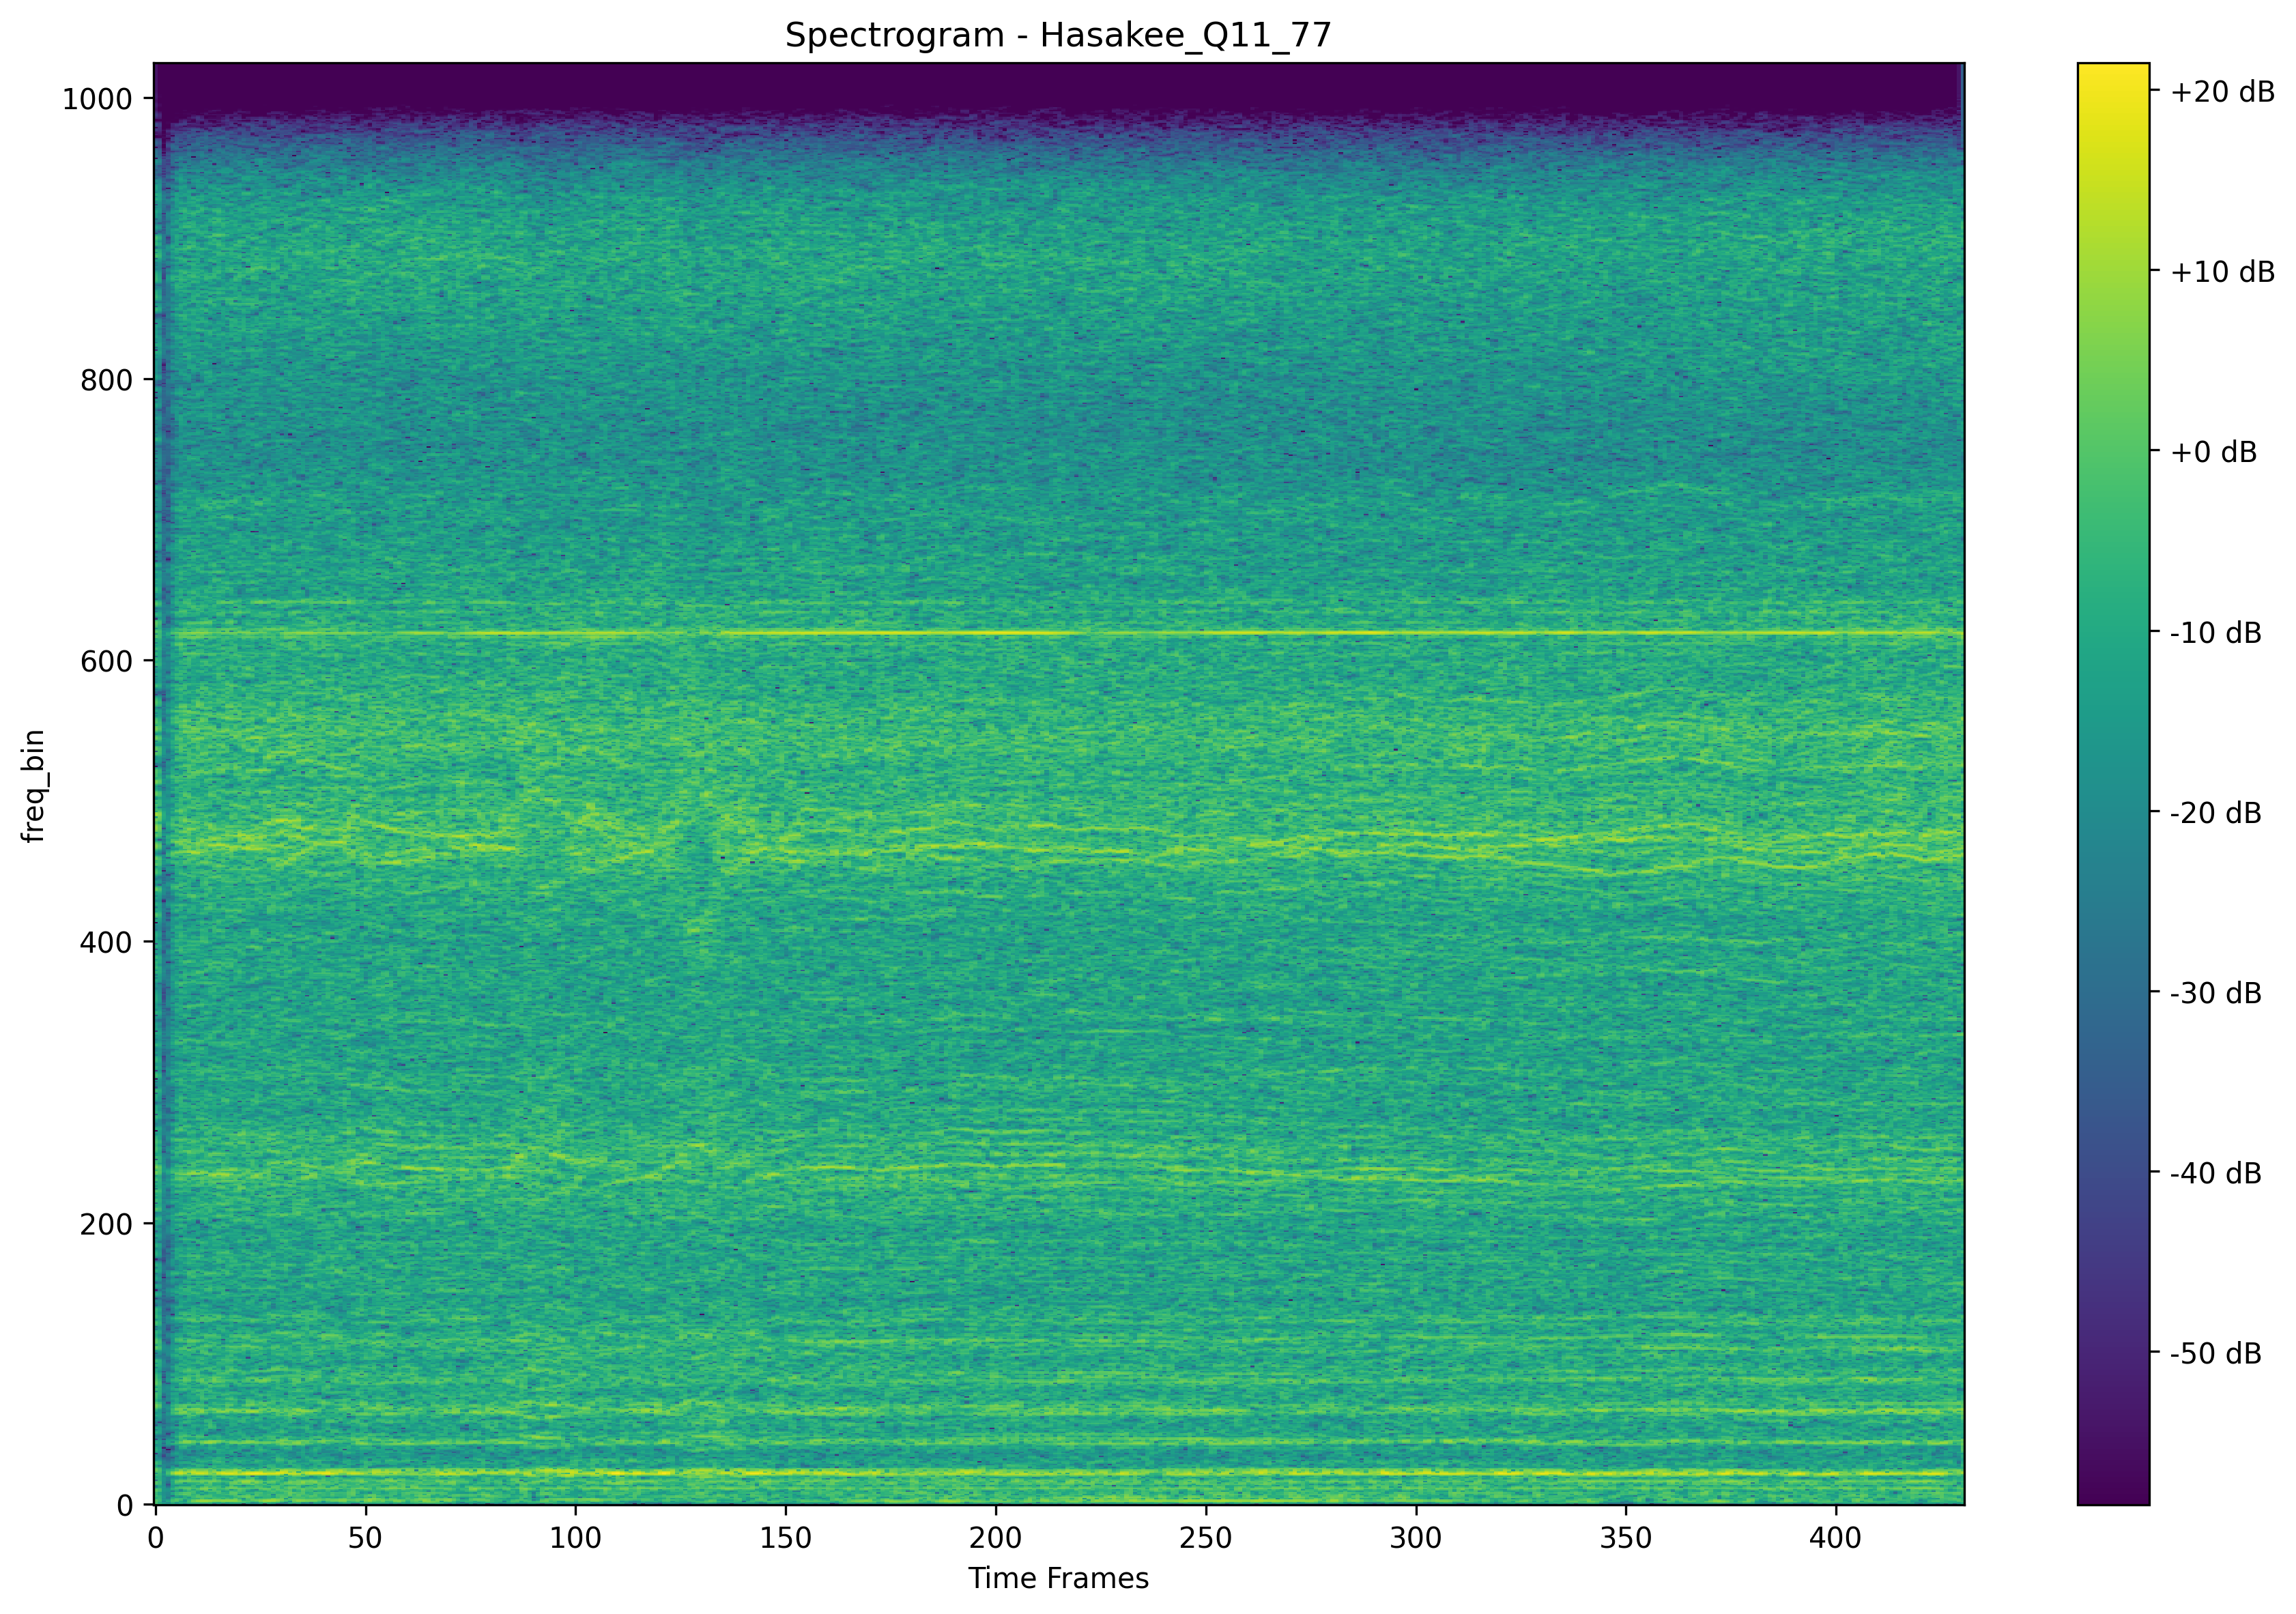 Spectrogram - Hasakee_Q11_77
freq_bin
1000
800
600
400
200
0
0 50 100 150 200 250 300 350 400
Time Frames
+20 dB
+10 dB
+0 dB
-10 dB
-20 dB
-30 dB
-40 dB
-50 dB